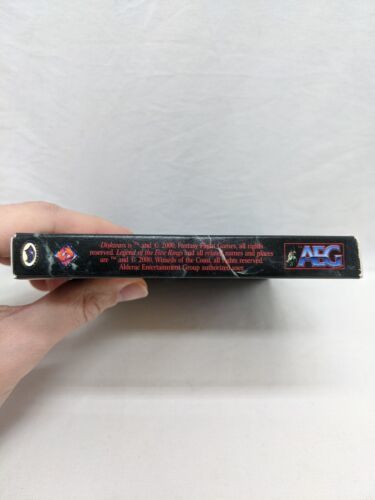 Diskwars is ™ and © 2000, Fantasy Flight Games, all rights
reserved. Legend of the Five Rings and all related names and places
are ™ and © 2000, Wizards of the Coast, all rights reserved.
Alderac Entertainment Group authorized user.
AEG